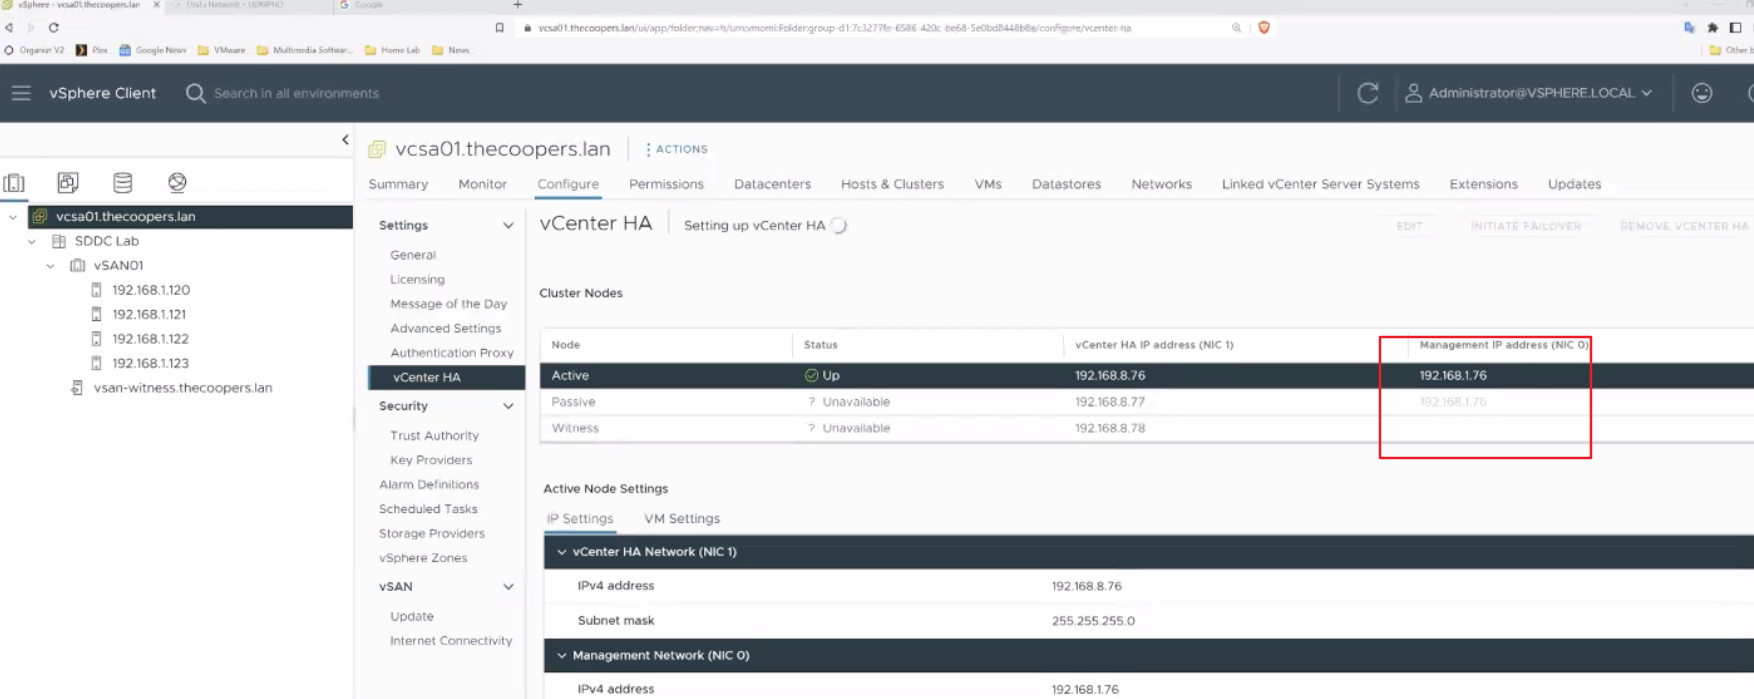 vSphere - vcsa01.thecoopers.lan
Google
vcsa01.thecoopers.lan/ui/app/folder;nav=h/urn:vmomi:Folder:group-d1:7c3277fe-6586-420c-be68-5e0bd8448b8a/configure/vcenter-ha
Organizr V2 Plex Google News VMware Multimedia Softwar... Home Lab News Other b
vSphere Client Search in all environments Administrator@VSPHERE.LOCAL
vcsa01.thecoopers.lan ACTIONS
Summary Monitor Configure Permissions Datacenters Hosts & Clusters VMs Datastores Networks Linked vCenter Server Systems Extensions Updates
vcsa01.thecoopers.lan
SDDC Lab
vSAN01
192.168.1.120
192.168.1.121
192.168.1.122
192.168.1.123
vsan-witness.thecoopers.lan
Settings
General
Licensing
Message of the Day
Advanced Settings
Authentication Proxy
vCenter HA
Security
Trust Authority
Key Providers
Alarm Definitions
Scheduled Tasks
Storage Providers
vSphere Zones
vSAN
Update
Internet Connectivity
vCenter HA Setting up vCenter HA EDIT INITIATE FAILOVER REMOVE VCENTER HA
Cluster Nodes
Node Status vCenter HA IP address (NIC 1) Management IP address (NIC 0)
Active Up 192.168.8.76 192.168.1.76
Passive ? Unavailable 192.168.8.77 192.168.1.76
Witness ? Unavailable 192.168.8.78
Active Node Settings
IP Settings VM Settings
vCenter HA Network (NIC 1)
IPv4 address 192.168.8.76
Subnet mask 255.255.255.0
Management Network (NIC 0)
IPv4 address 192.168.1.76